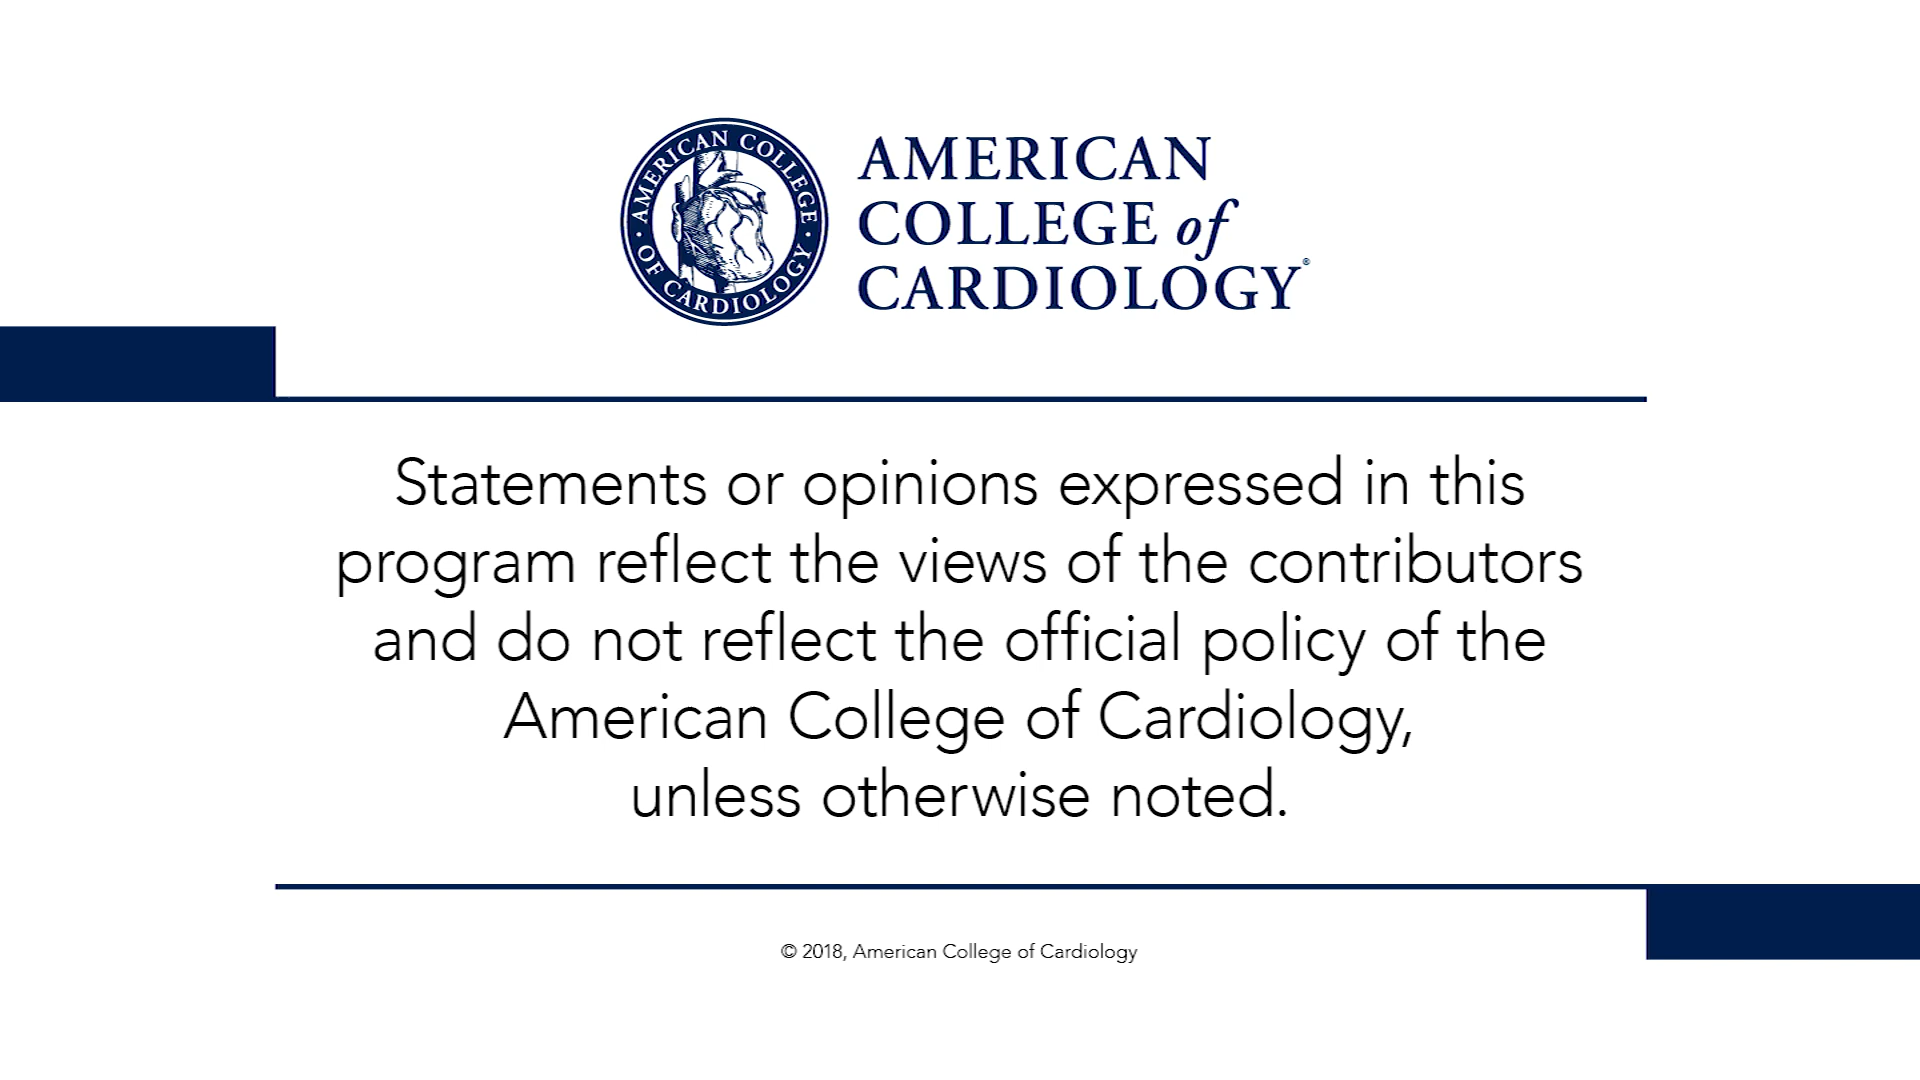 AMERICAN COLLEGE
· OF CARDIOLOGY ·
AMERICAN
COLLEGE of
CARDIOLOGY®
Statements or opinions expressed in this
program reflect the views of the contributors
and do not reflect the official policy of the
American College of Cardiology,
unless otherwise noted.
© 2018, American College of Cardiology